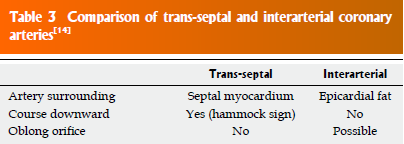 Table 3 Comparison of trans-septal and interarterial coronary
arteries[14]
Trans-septal Interarterial
Artery surrounding Septal myocardium Epicardial fat
Course downward Yes (hammock sign) No
Oblong orifice No Possible